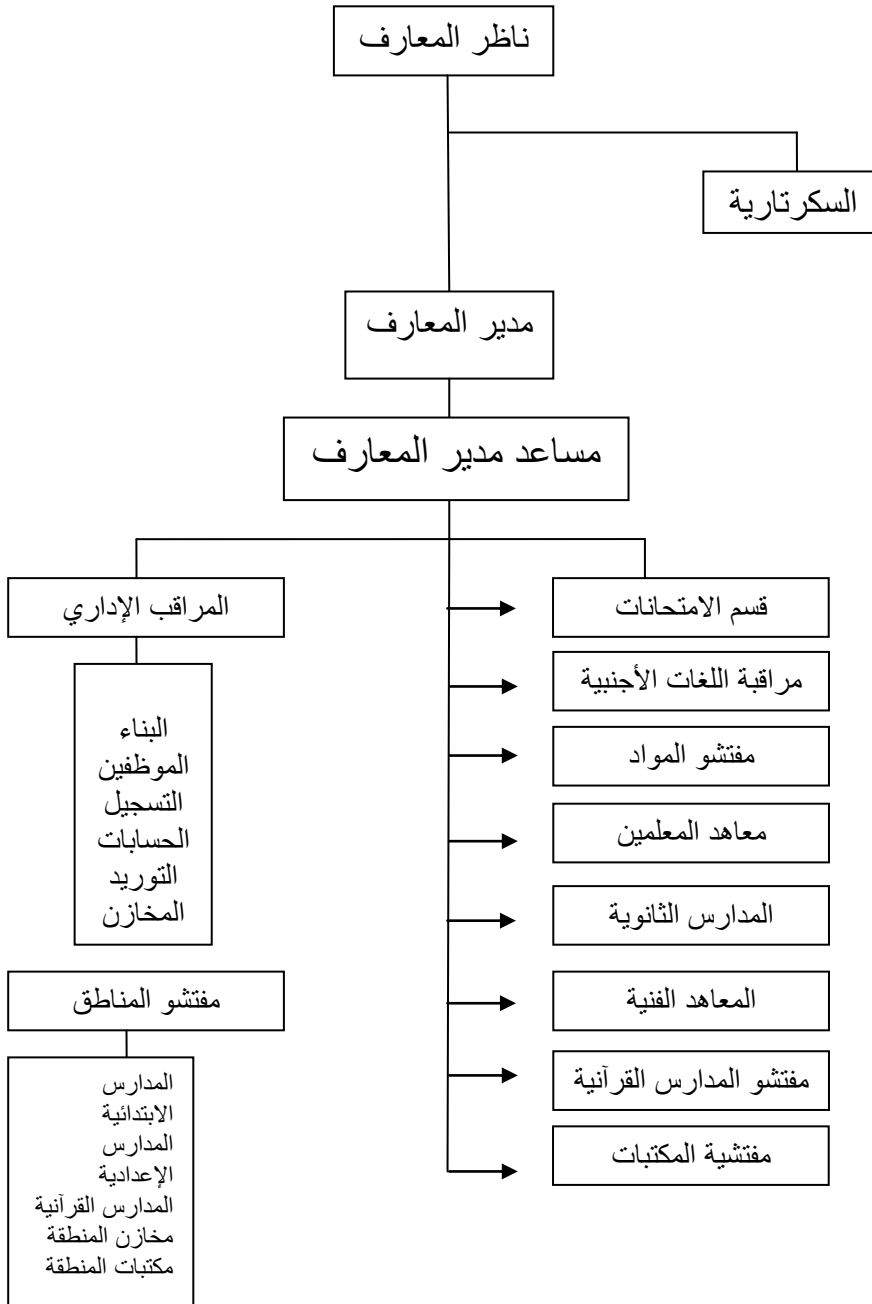 ناظر المعارف
السكرتارية
مدير المعارف
مساعد مدير المعارف
قسم الامتحانات
مراقبة اللغات الأجنبية
مفتشو المواد
معاهد المعلمين
المدارس الثانوية
المعاهد الفنية
مفتشو المدارس القرآنية
مفتشية المكتبات
المراقب الإداري
البناء
الموظفين
التسجيل
الحسابات
التوريد
المخازن
مفتشو المناطق
المدارس
الابتدائية
المدارس
الإعدادية
المدارس القرآنية
مخازن المنطقة
مكتبات المنطقة